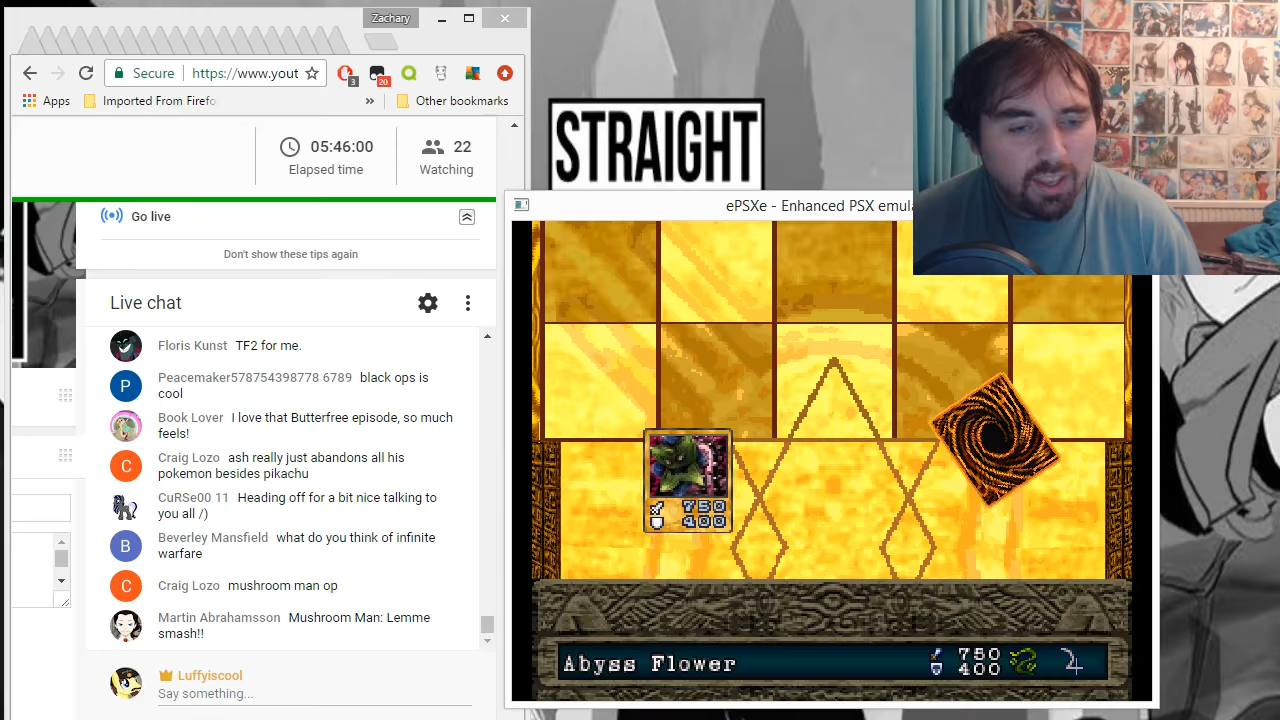 Zachary
Secure
https://www.yout
3
20
Apps
Imported From Firefo
»
Other bookmarks
05:46:00
Elapsed time
22
Watching
Go live
Don't show these tips again
Live chat
Floris Kunst TF2 for me.
P
Peacemaker578754398778 6789 black ops is
cool
Book Lover I love that Butterfree episode, so much
feels!
C
Craig Lozo ash really just abandons all his
pokemon besides pikachu
CuRSe00 11 Heading off for a bit nice talking to
you all /)
B
Beverley Mansfield what do you think of infinite
warfare
C
Craig Lozo mushroom man op
Martin Abrahamsson Mushroom Man: Lemme
smash!!
Luffyiscool
Say something...
STRAIGHT
ePSXe - Enhanced PSX emula
750
400
Abyss Flower
750
400